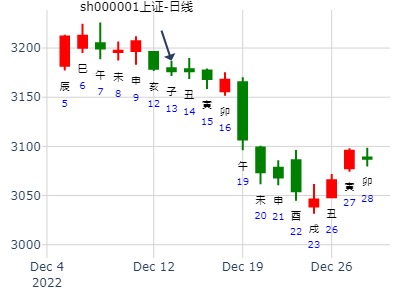 sh000001上证-日线
3200
3150
3100
3050
3000
辰
5
巳
6
午
7
未
8
申
9
亥
12
子
13
丑
14
寅
15
卯
16
午
19
未
20
申
21
酉
22
戌
23
丑
26
寅
27
卯
28
Dec 4
2022
Dec 12
Dec 19
Dec 26